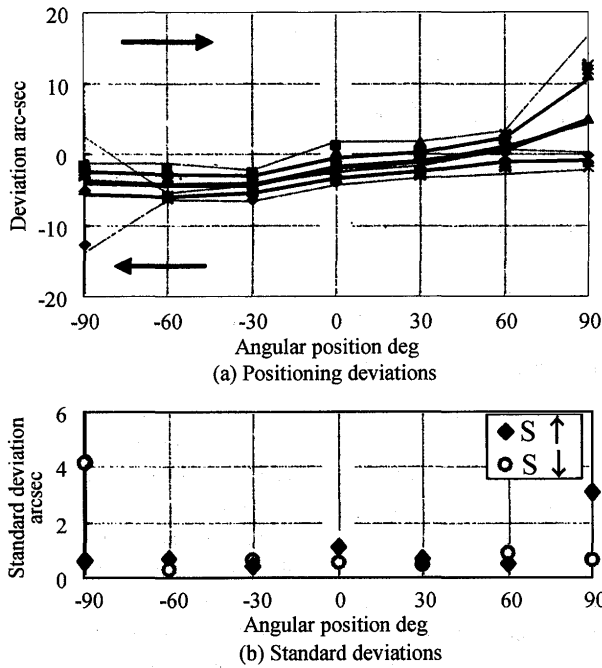 20
10
0
-10
-20
Deviation arc-sec
-90 -60 -30 0 30 60 90
Angular position deg
(a) Positioning deviations
6
4
2
0
Standard deviation
arcsec
S ↑
S ↓
-90 -60 -30 0 30 60 90
Angular position deg
(b) Standard deviations